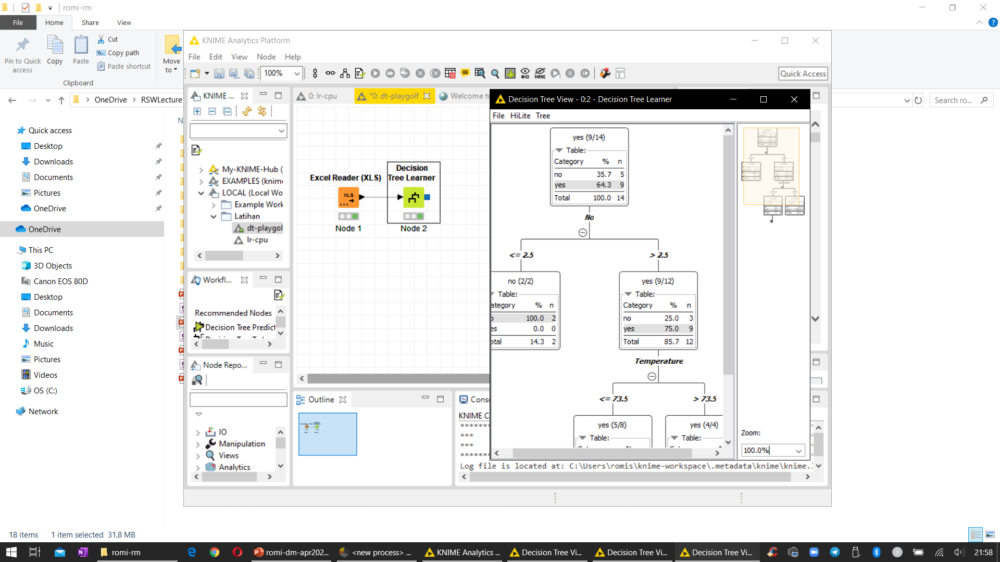 romi-rm
File Home Share View
Pin to Quick access
Copy
Paste
Cut
Copy path
Paste shortcut
Move to
Clipboard
OneDrive RSWLecture
Search ro...
Quick access
Desktop
Downloads
Documents
Pictures
OneDrive
OneDrive
This PC
3D Objects
Canon EOS 80D
Desktop
Documents
Downloads
Music
Pictures
Videos
OS (C:)
Network
18 items 1 item selected 31,8 MB
KNIME Analytics Platform
File Edit View Node Help
100%
Quick Access
KNIME ...
My-KNIME-Hub (
EXAMPLES (knime
LOCAL (Local Wo
Example Work
Latihan
dt-playgol
lr-cpu
Workfl...
Recommended Nodes
Decision Tree Predict
Node Repo...
IO
Manipulation
Views
Analytics
0: lr-cpu *0: dt-playgolf Welcome to
Excel Reader (XLS)
XLS
Node 1
Decision
Tree Learner
Node 2
Outline
Conso
KNIME C
********
***
***
********
Log file is located at: C:\Users\romis\knime-workspace\.metadata\knime\knime.
Decision Tree View - 0:2 - Decision Tree Learner
File HiLite Tree
yes (9/14)
Table:
Category % n
no 35.7 5
yes 64.3 9
Total 100.0 14
No
<= 2.5 > 2.5
no (2/2)
Table:
ategory % n
o 100.0 2
es 0.0 0
otal 14.3 2
yes (9/12)
Table:
Category % n
no 25.0 3
yes 75.0 9
Total 85.7 12
Temperature
<= 73.5 > 73.5
yes (5/8)
Table:
yes (4/4)
Table:
Zoom:
100.0%
romi-rm
romi-dm-apr202...
<new process> ...
KNIME Analytics ...
Decision Tree Vi...
Decision Tree Vi...
Decision Tree Vi...
21:58